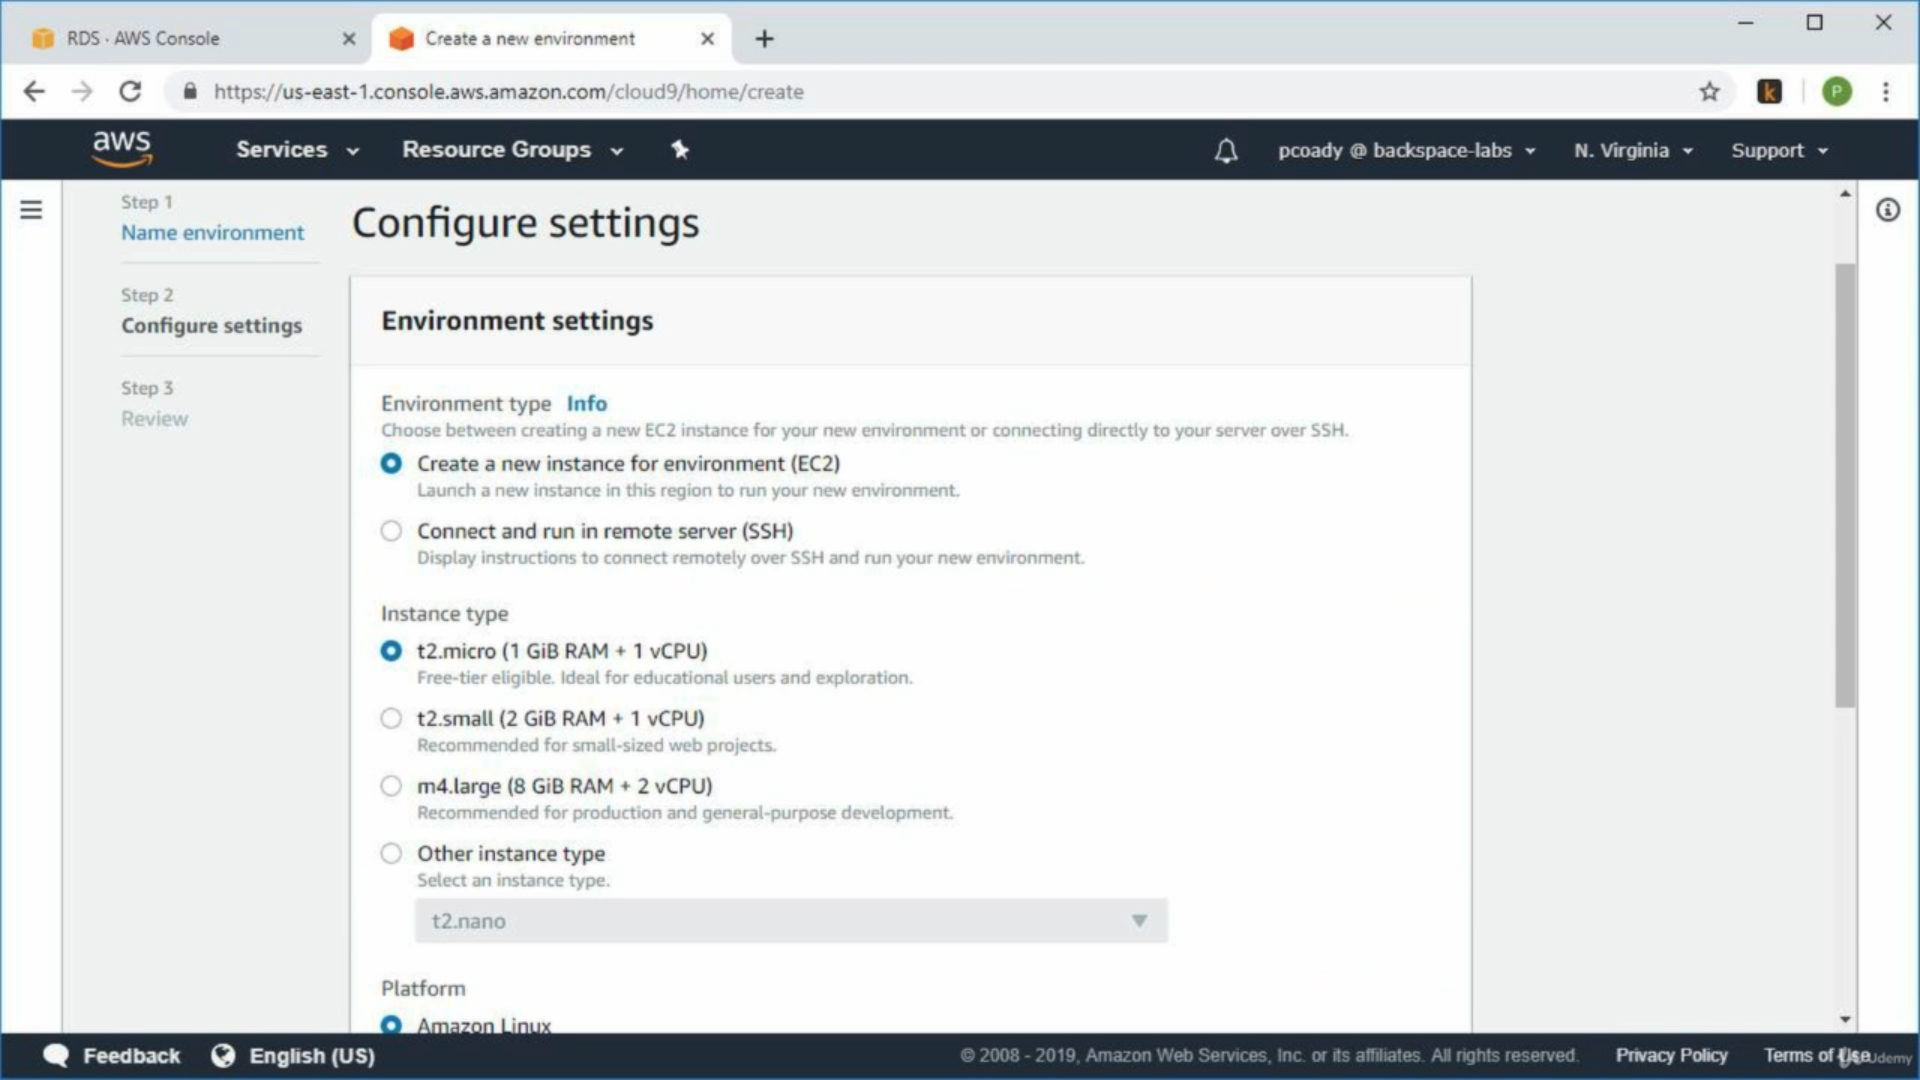 RDS · AWS Console
Create a new environment
https://us-east-1.console.aws.amazon.com/cloud9/home/create
k
P
aws
Services
Resource Groups
pcoady @ backspace-labs
N. Virginia
Support
Step 1
Name environment
Step 2
Configure settings
Step 3
Review
Configure settings
Environment settings
Environment type Info
Choose between creating a new EC2 instance for your new environment or connecting directly to your server over SSH.
Create a new instance for environment (EC2)
Launch a new instance in this region to run your new environment.
Connect and run in remote server (SSH)
Display instructions to connect remotely over SSH and run your new environment.
Instance type
t2.micro (1 GiB RAM + 1 vCPU)
Free-tier eligible. Ideal for educational users and exploration.
t2.small (2 GiB RAM + 1 vCPU)
Recommended for small-sized web projects.
m4.large (8 GiB RAM + 2 vCPU)
Recommended for production and general-purpose development.
Other instance type
Select an instance type.
t2.nano
Platform
Amazon Linux
Feedback
English (US)
© 2008 - 2019, Amazon Web Services, Inc. or its affiliates. All rights reserved.
Privacy Policy
Terms of Use
Udemy